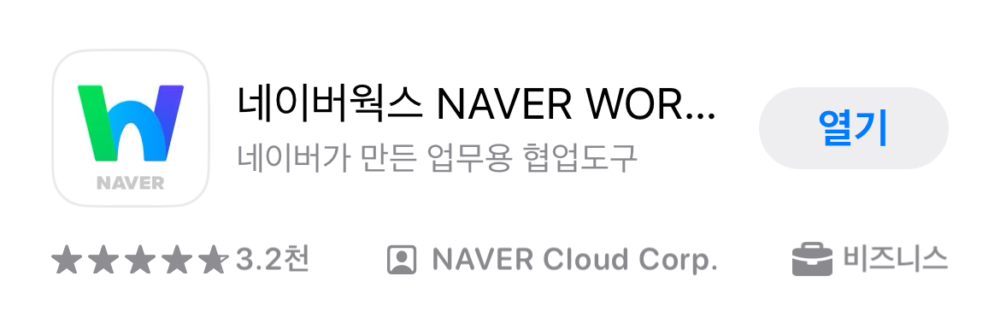 네이버웍스 NAVER WOR...
네이버가 만든 업무용 협업도구
열기
NAVER
3.2천
NAVER Cloud Corp.
비즈니스